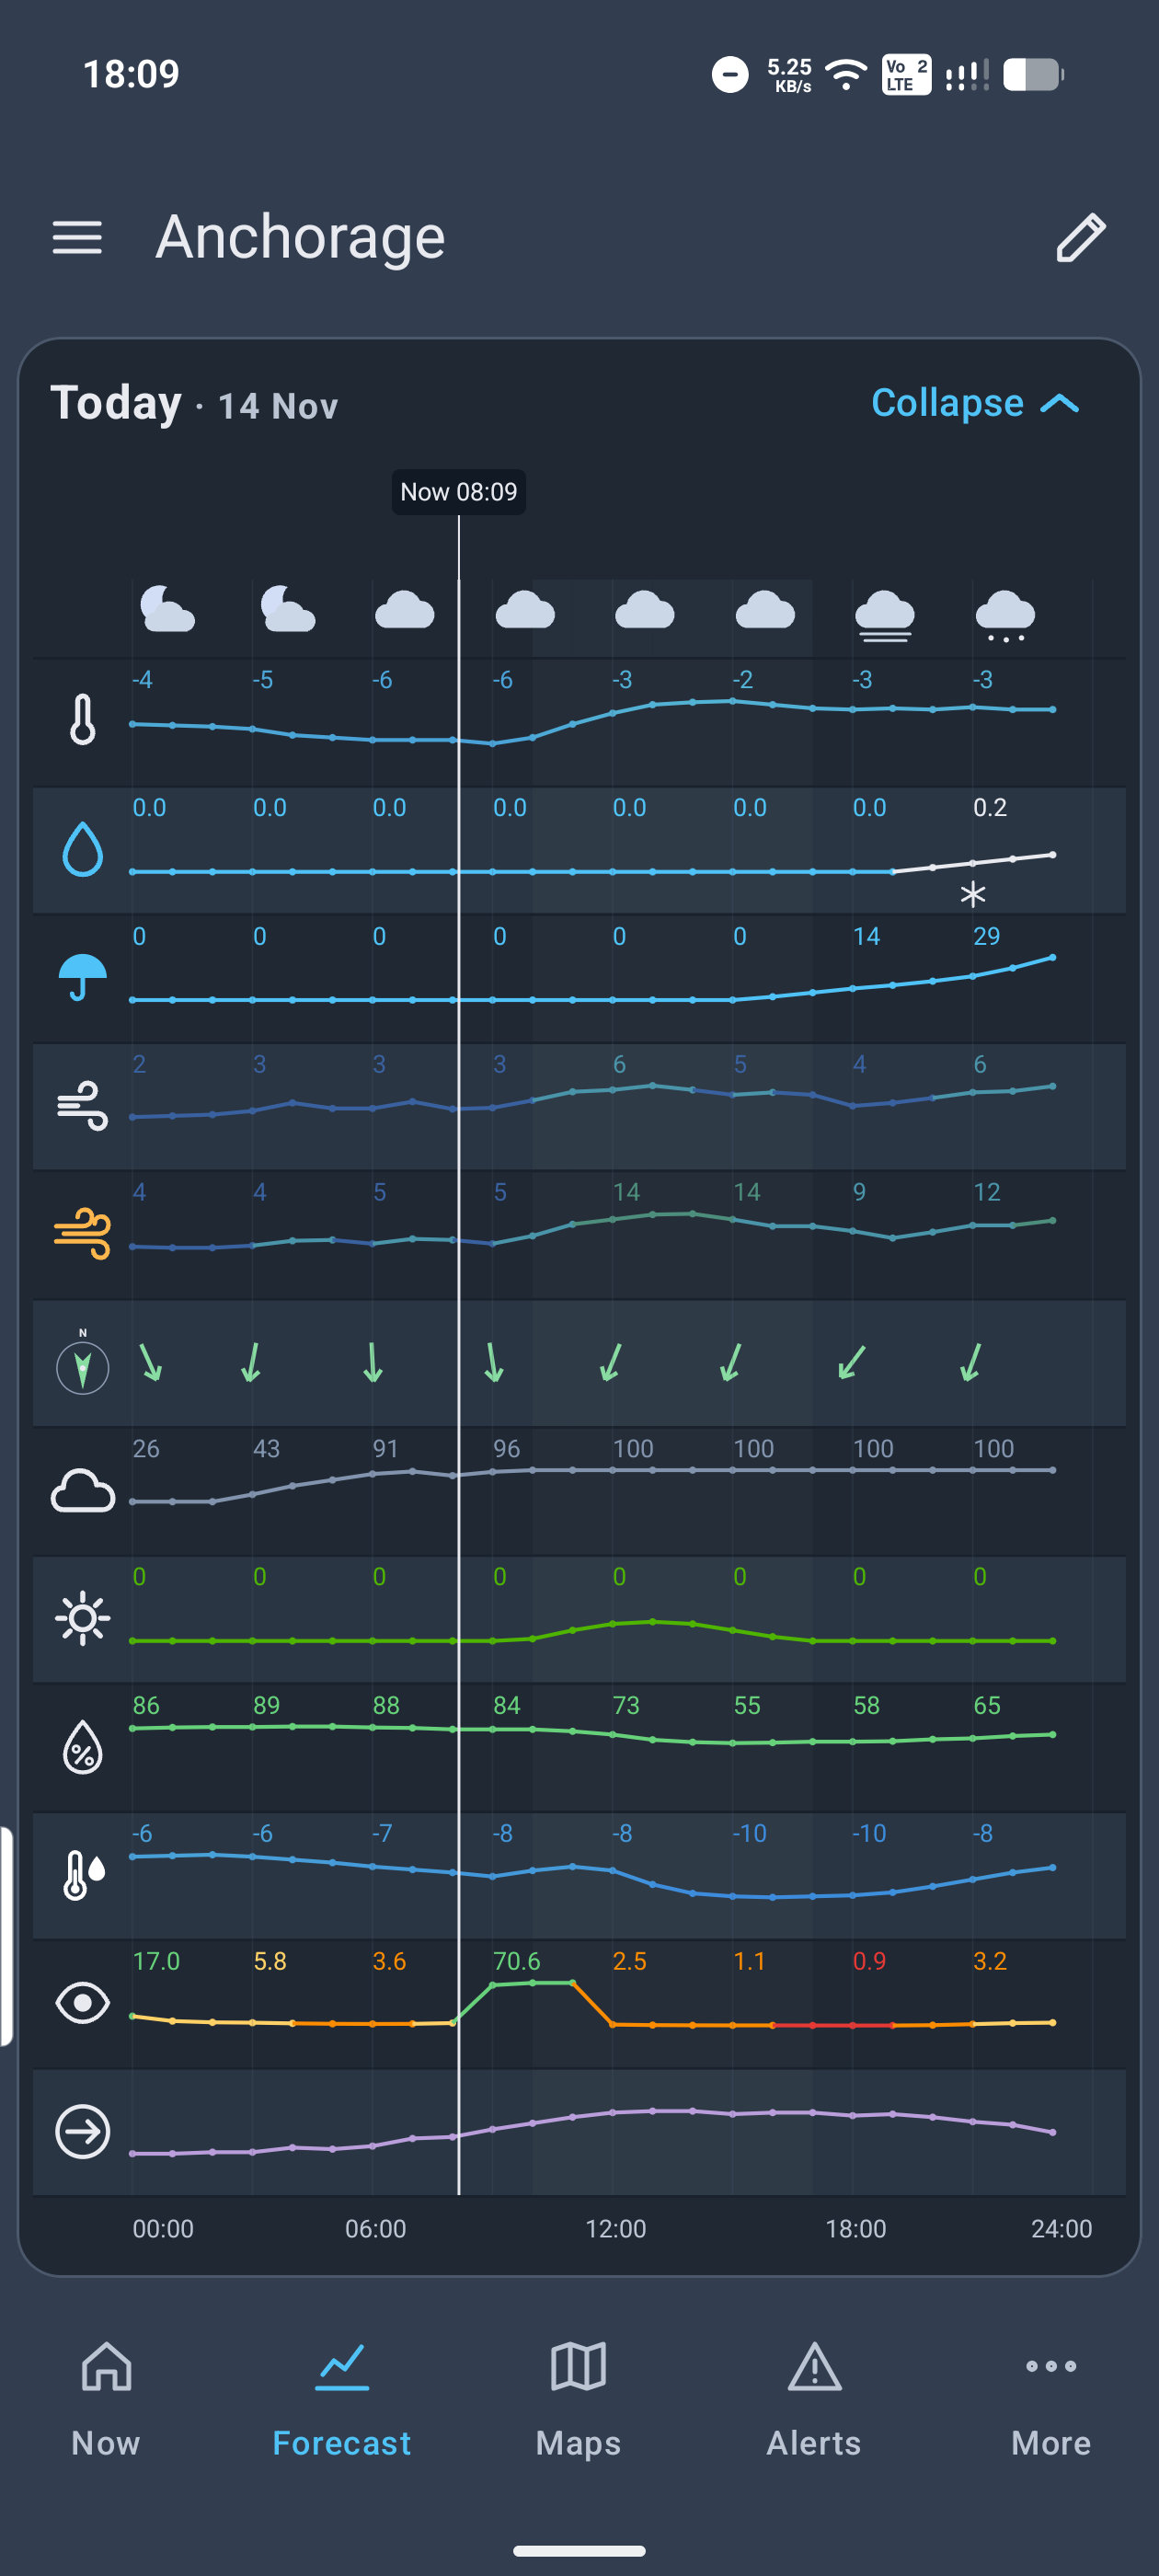 18:09
5.25 KB/s Vo 2 LTE
Anchorage
Today · 14 Nov Collapse
Now 08:09
-4 -5 -6 -6 -3 -2 -3 -3
0.0 0.0 0.0 0.0 0.0 0.0 0.0 0.2
0 0 0 0 0 0 14 29
2 3 3 3 6 5 4 6
4 4 5 5 14 14 9 12
N
26 43 91 96 100 100 100 100
0 0 0 0 0 0 0 0
86 89 88 84 73 55 58 65
%
-6 -6 -7 -8 -8 -10 -10 -8
17.0 5.8 3.6 70.6 2.5 1.1 0.9 3.2
00:00 06:00 12:00 18:00 24:00
Now Forecast Maps Alerts More